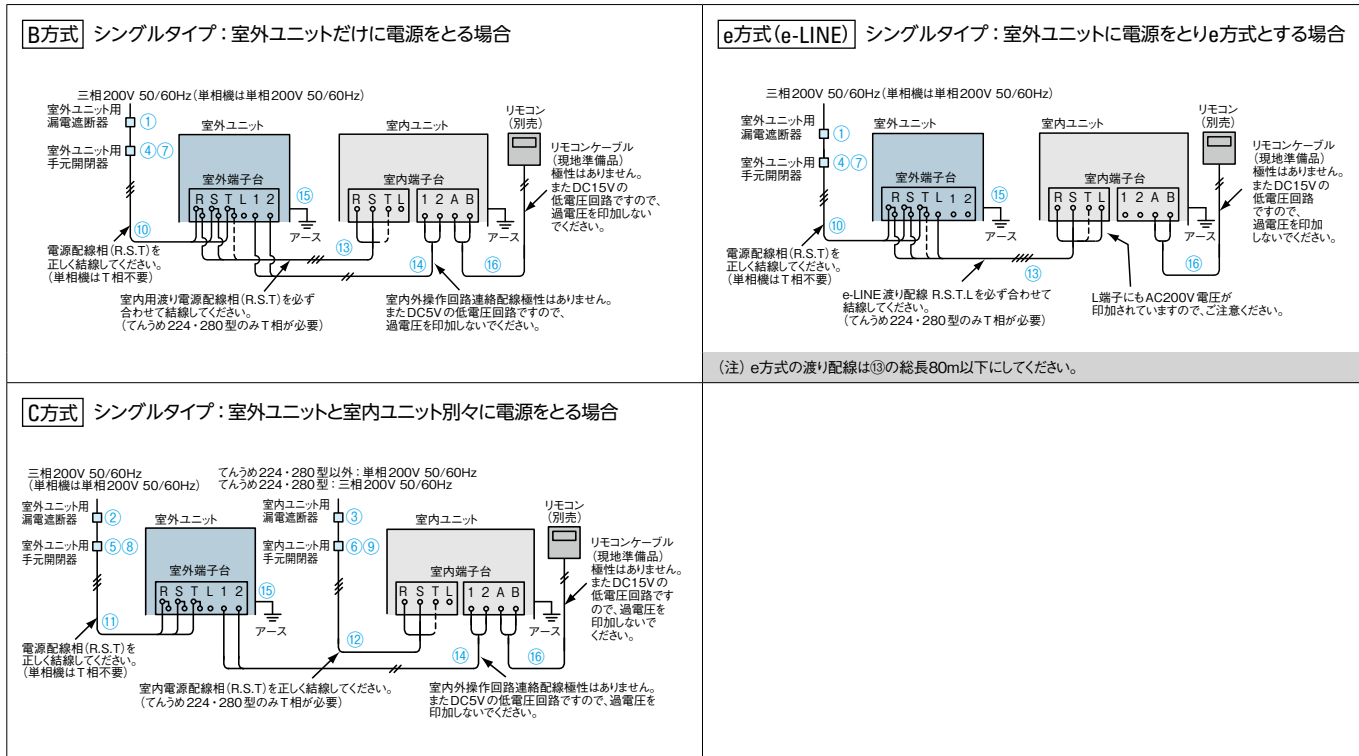 B方式 シングルタイプ：室外ユニットだけに電源をとる場合
三相200V 50/60Hz（単相機は単相200V 50/60Hz）
室外ユニット用
漏電遮断器
①
室外ユニット用
手元開閉器
④⑦
室外ユニット
室外端子台
R S T L 1 2
⑮
アース
室内ユニット
室内端子台
R S T L
1 2 A B
アース
リモコン
（別売）
リモコンケーブル
（現地準備品）
極性はありません。
またDC15Vの
低電圧回路ですので、
過電圧を印加しない
でください。
⑩
電源配線相（R.S.T）を
正しく結線してください。
（単相機はT相不要）
⑬
室内用渡り電源配線相（R.S.T）を必ず
合わせて結線してください。
（てんうめ224・280型のみT相が必要）
⑭
室内外操作回路連絡配線極性はありません。
またDC5Vの低電圧回路ですので、
過電圧を印加しないでください。
⑯
e方式（e-LINE） シングルタイプ：室外ユニットに電源をとりe方式とする場合
三相200V 50/60Hz（単相機は単相200V 50/60Hz）
室外ユニット用
漏電遮断器
①
室外ユニット用
手元開閉器
④⑦
室外ユニット
室外端子台
R S T L 1 2
⑮
アース
室内ユニット
室内端子台
R S T L
1 2 A B
アース
リモコン
（別売）
リモコンケーブル
（現地準備品）
極性はありません。
またDC15Vの
低電圧回路
ですので、
過電圧を印加
しないでください。
⑩
電源配線相（R.S.T）を
正しく結線してください。
（単相機はT相不要）
⑬
e-LINE渡り配線 R.S.T.Lを必ず合わせて
結線してください。
（てんうめ224・280型のみT相が必要）
L端子にもAC200V電圧が
印加されていますので、ご注意ください。
⑯
（注）e方式の渡り配線は⑬の総長80m以下にしてください。
C方式 シングルタイプ：室外ユニットと室内ユニット別々に電源をとる場合
三相200V 50/60Hz
（単相機は単相200V 50/60Hz）
てんうめ224・280型以外：単相200V 50/60Hz
てんうめ224・280型：三相200V 50/60Hz
室外ユニット用
漏電遮断器
②
室外ユニット用
手元開閉器
⑤⑧
室外ユニット
室外端子台
R S T L 1 2
⑮
アース
室内ユニット用
漏電遮断器
③
室内ユニット用
手元開閉器
⑥⑨
室内ユニット
室内端子台
R S T L
1 2 A B
アース
リモコン
（別売）
リモコンケーブル
（現地準備品）
極性はありません。
またDC15Vの
低電圧回路です
ので、過電圧を
印加しないで
ください。
⑪
電源配線相（R.S.T）を
正しく結線してください。
（単相機はT相不要）
⑫
室内電源配線相（R.S.T）を正しく結線してください。
（てんうめ224・280型のみT相が必要）
⑭
室内外操作回路連絡配線極性はありません。
またDC5Vの低電圧回路ですので、過電圧を
印加しないでください。
⑯